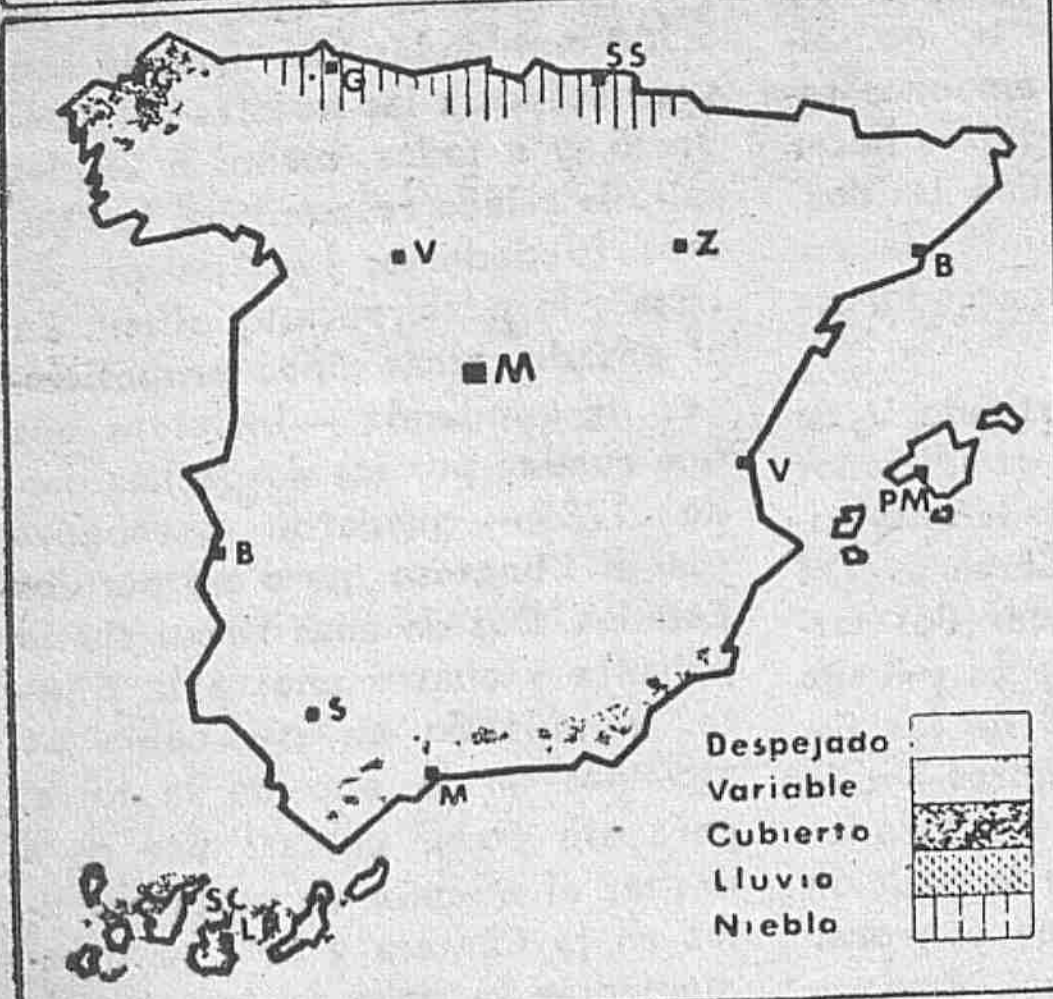 SS
G
V
Z
B
M
V
PM
B
S
M
SC
L
Despejado
Variable
Cubierto
Lluvia
Niebla